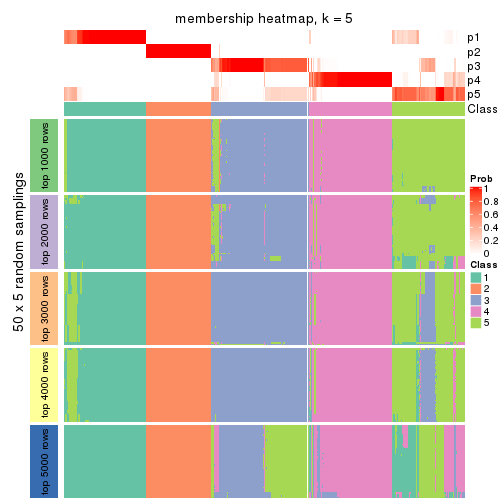 membership heatmap, k = 5
p1
p2
p3
p4
p5
Class
50 x 5 random samplings
top 1000 rows
top 2000 rows
top 3000 rows
top 4000 rows
top 5000 rows
Prob
1
0.8
0.6
0.4
0.2
0
Class
1
2
3
4
5